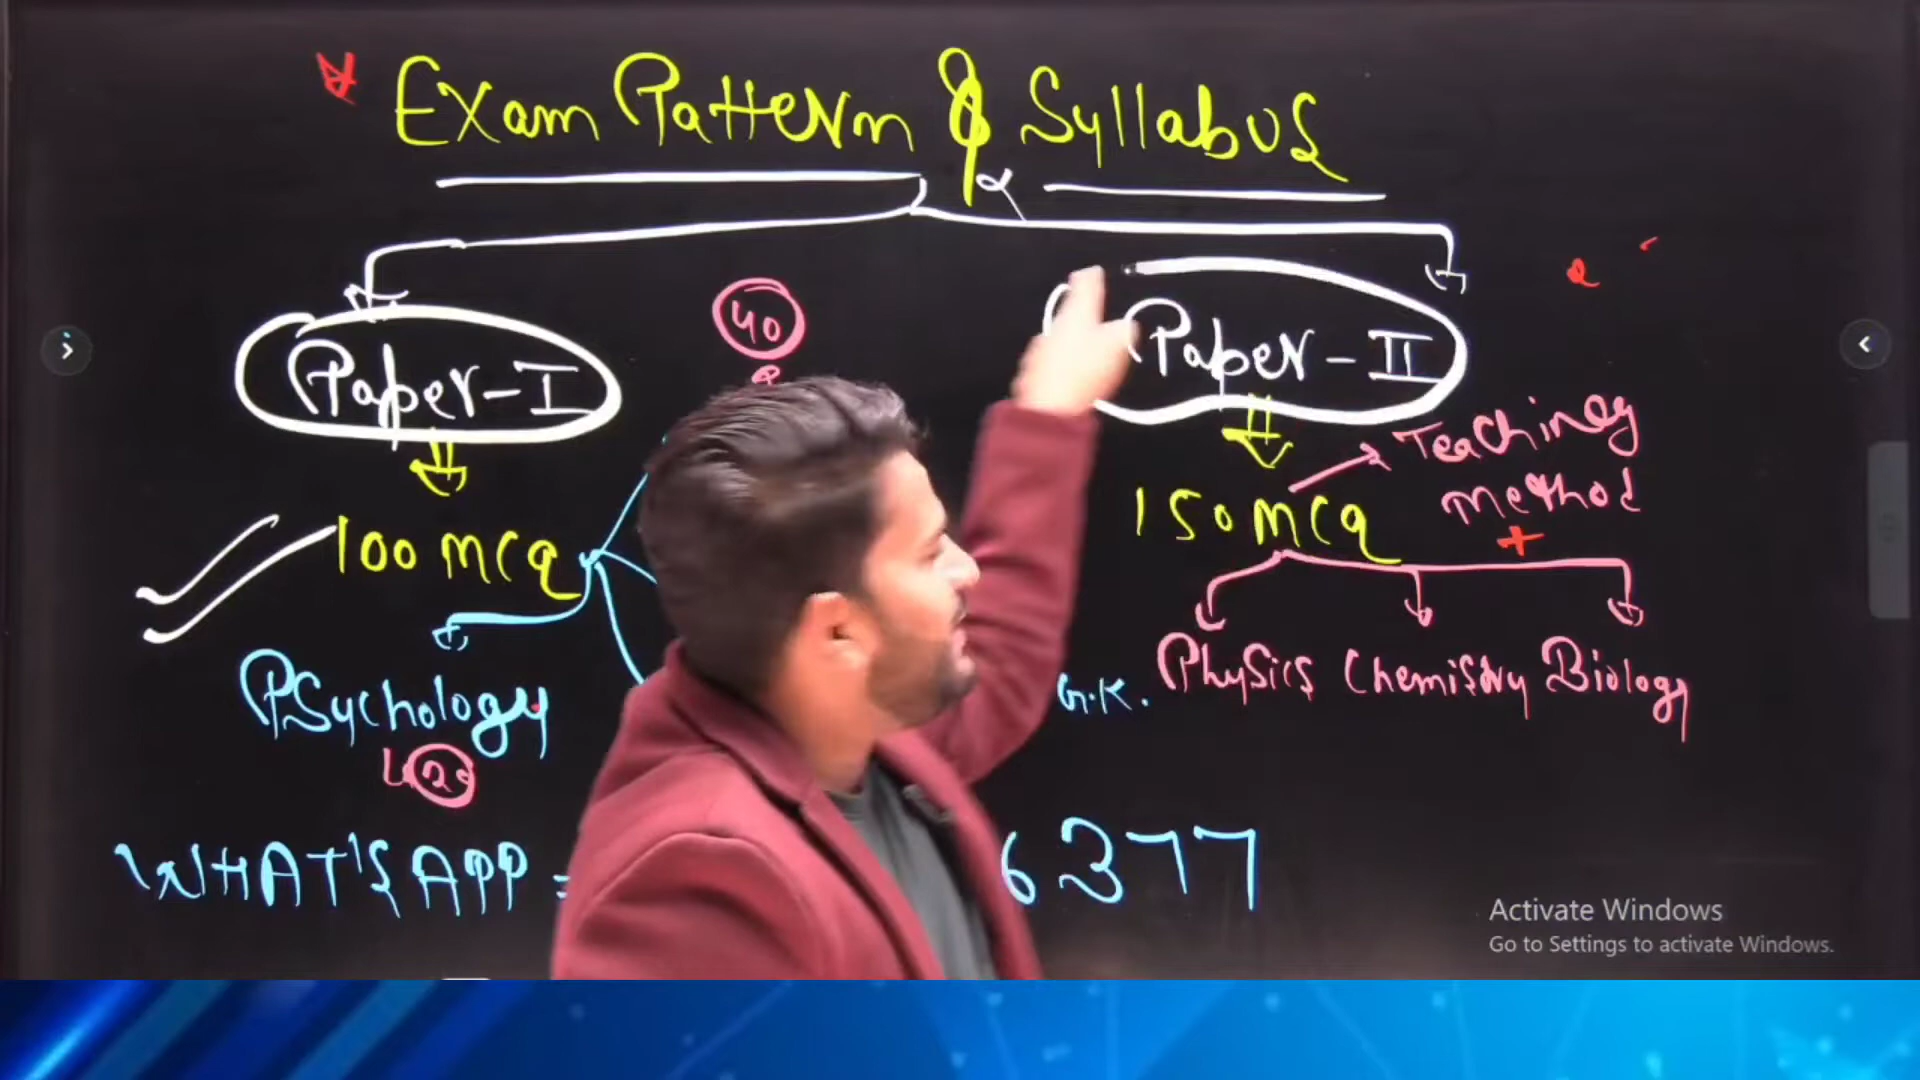 Exam Pattern & Syllabus
Paper-I
40
Paper-II
100 MCQ
150 MCQ
Teaching
Method
+
Psychology
20
G.K.
Physics Chemistry Biology
WHAT'S APP =
6377
Activate Windows
Go to Settings to activate Windows.